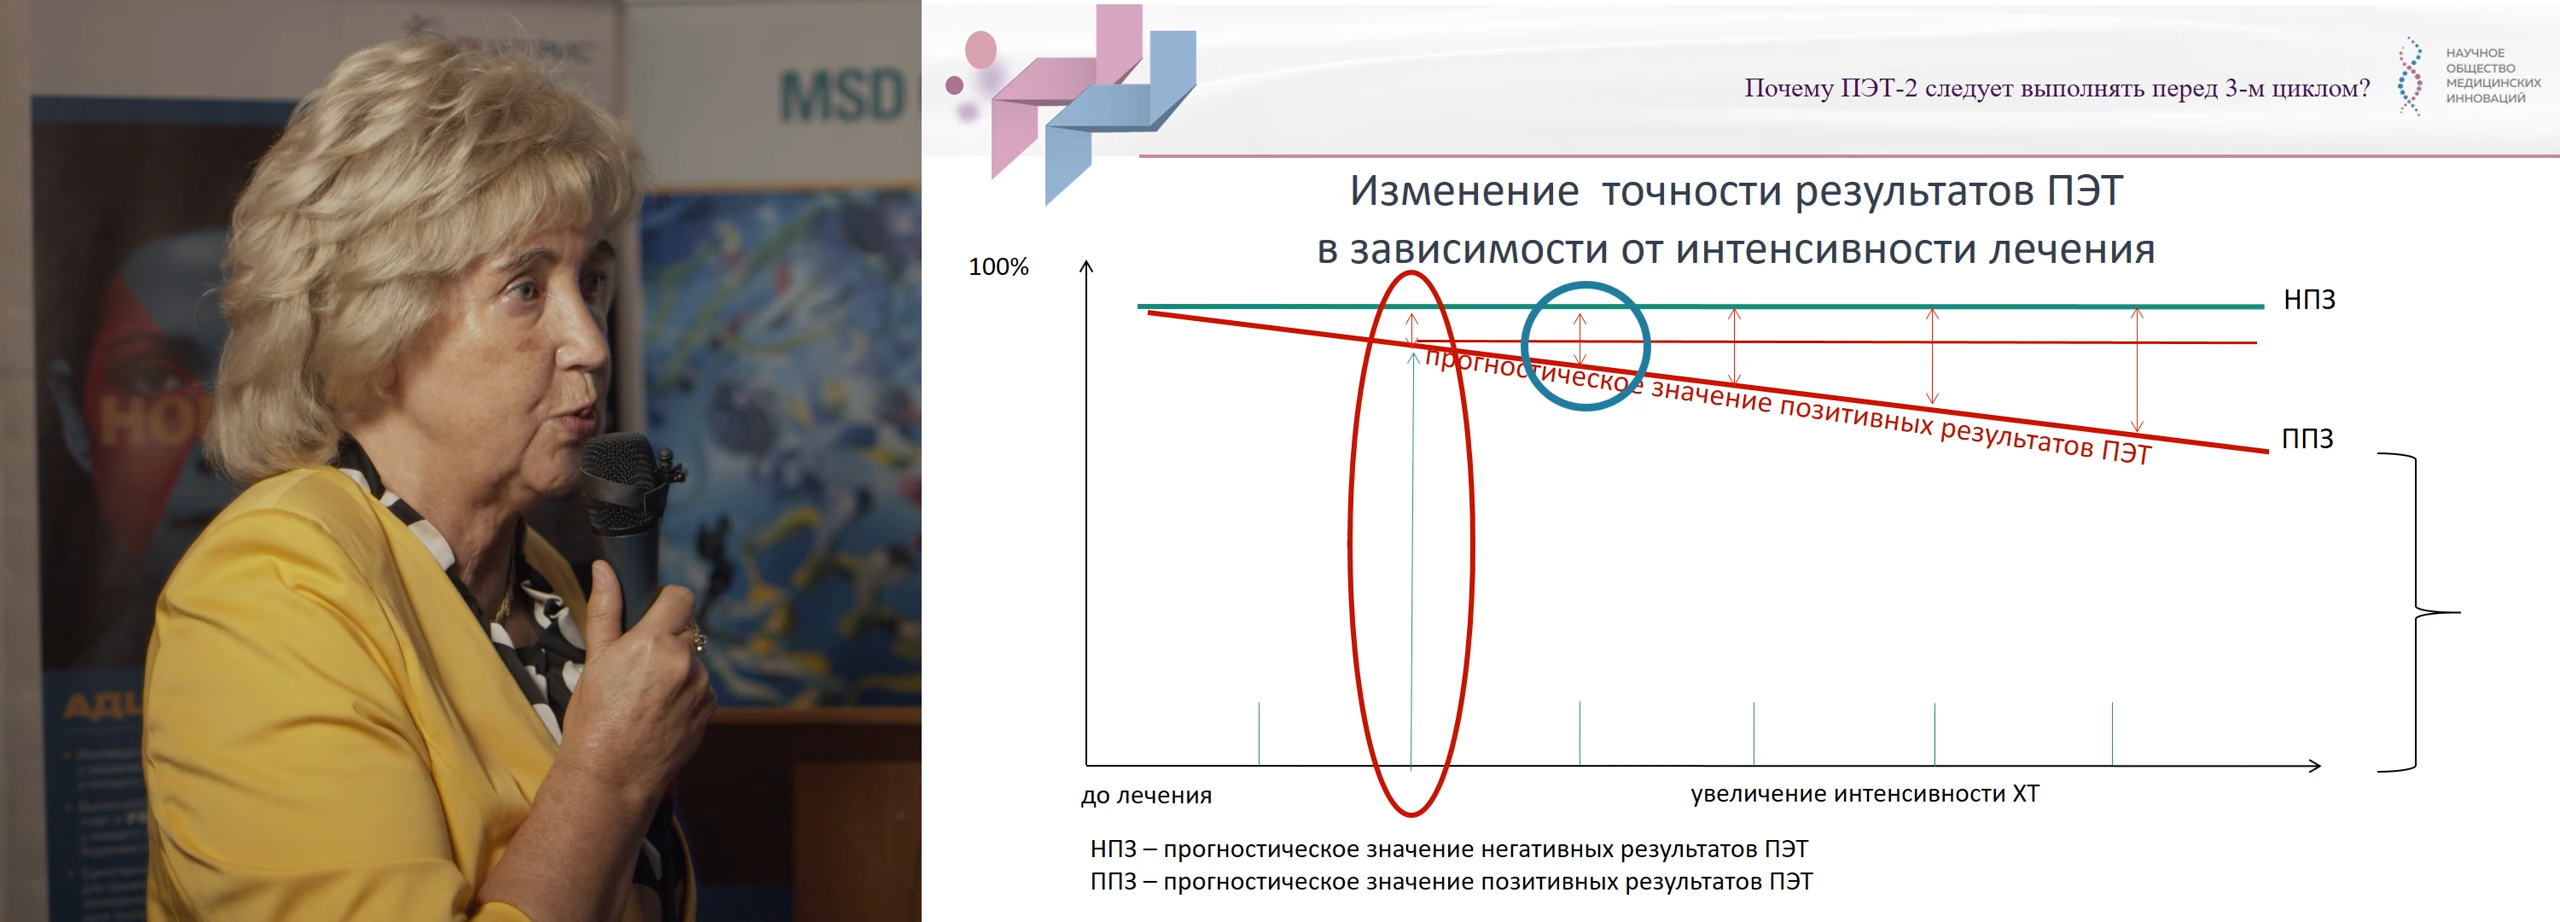 MSD
НО
АДЦ
Почему ПЭТ-2 следует выполнять перед 3-м циклом?
НАУЧНОЕ
ОБЩЕСТВО
МЕДИЦИНСКИХ
ИННОВАЦИЙ
Изменение точности результатов ПЭТ
в зависимости от интенсивности лечения
100%
НПЗ
прогностическое значение позитивных результатов ПЭТ
ППЗ
до лечения
увеличение интенсивности ХТ
НПЗ – прогностическое значение негативных результатов ПЭТ
ППЗ – прогностическое значение позитивных результатов ПЭТ